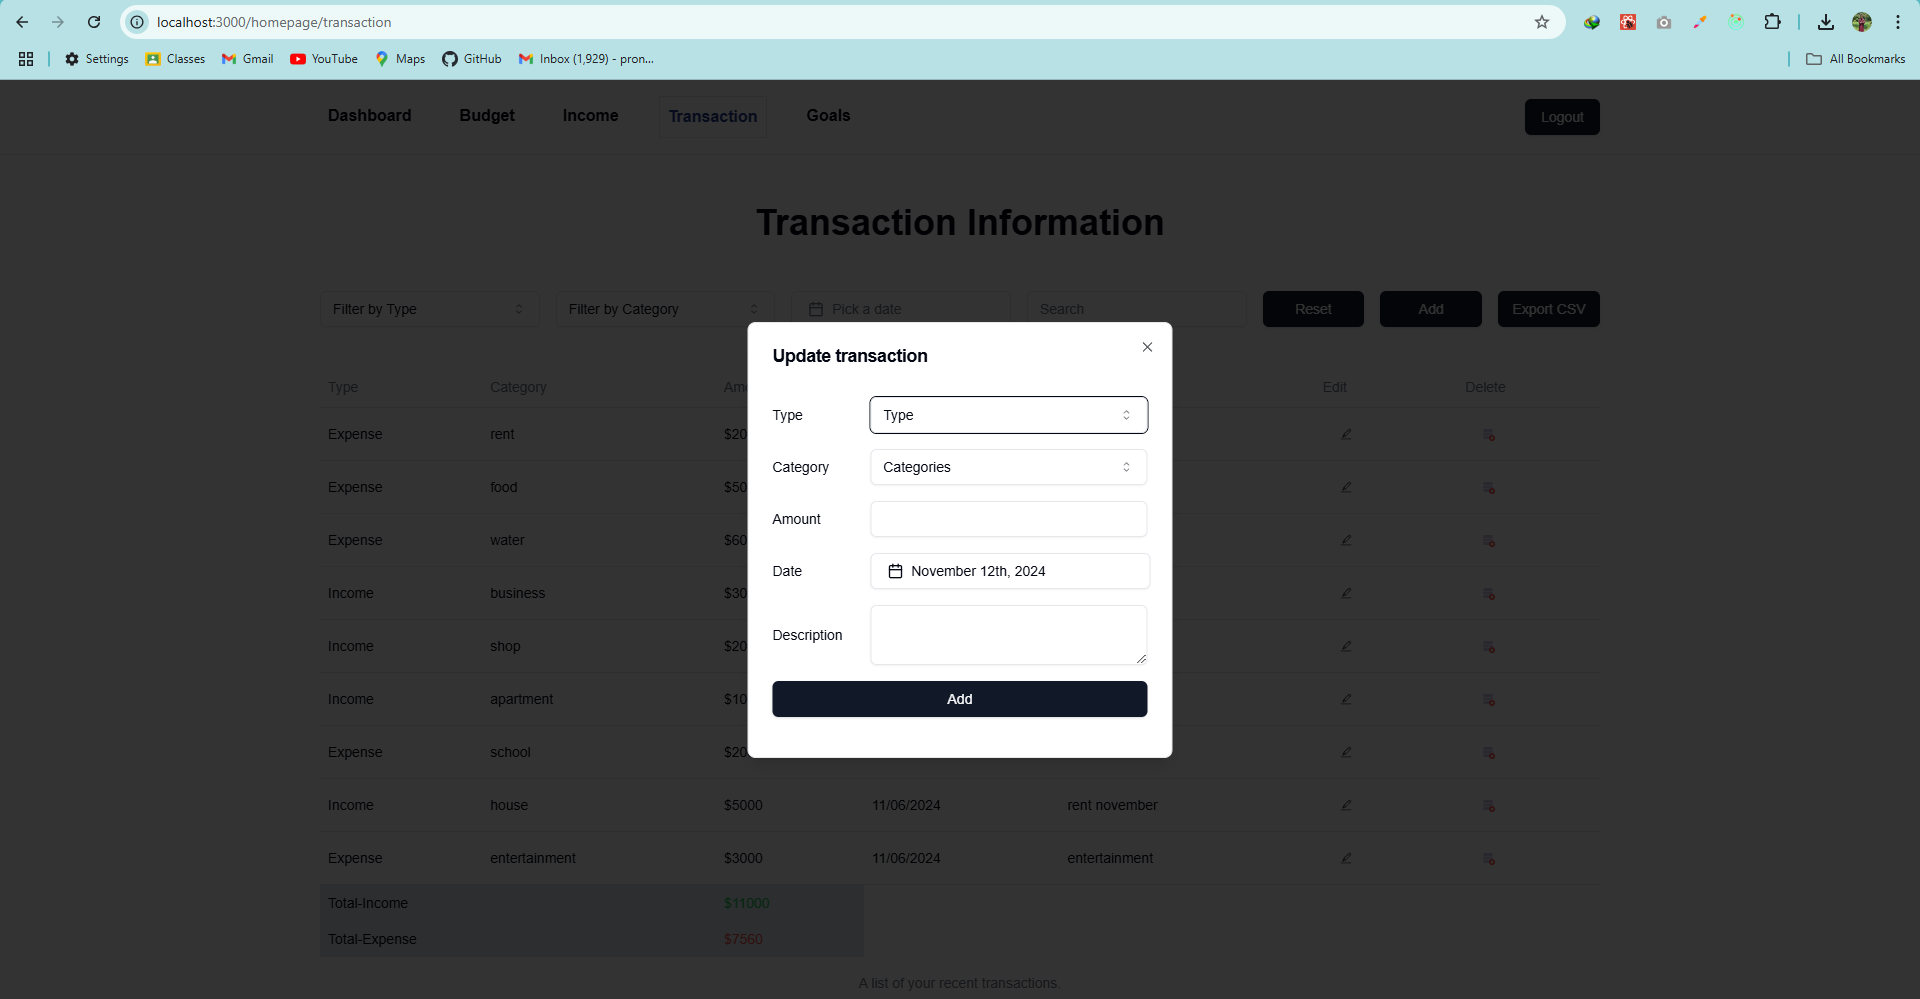 localhost:3000/homepage/transaction
Settings Classes Gmail YouTube Maps GitHub Inbox (1,929) - pron... All Bookmarks
Dashboard Budget Income Transaction Goals Logout
Transaction Information
Filter by Type Filter by Category Pick a date Search Reset Add Export CSV
Update transaction
Type Category Am Edit Delete
Type Type
Expense rent $20
Category Categories
Expense food $50
Amount
Expense water $60
Date November 12th, 2024
Income business $30
Description
Income shop $20
Income apartment $10
Add
Expense school $20
Income house $5000 11/06/2024 rent november
Expense entertainment $3000 11/06/2024 entertainment
Total-Income $11000
Total-Expense $7560
A list of your recent transactions.